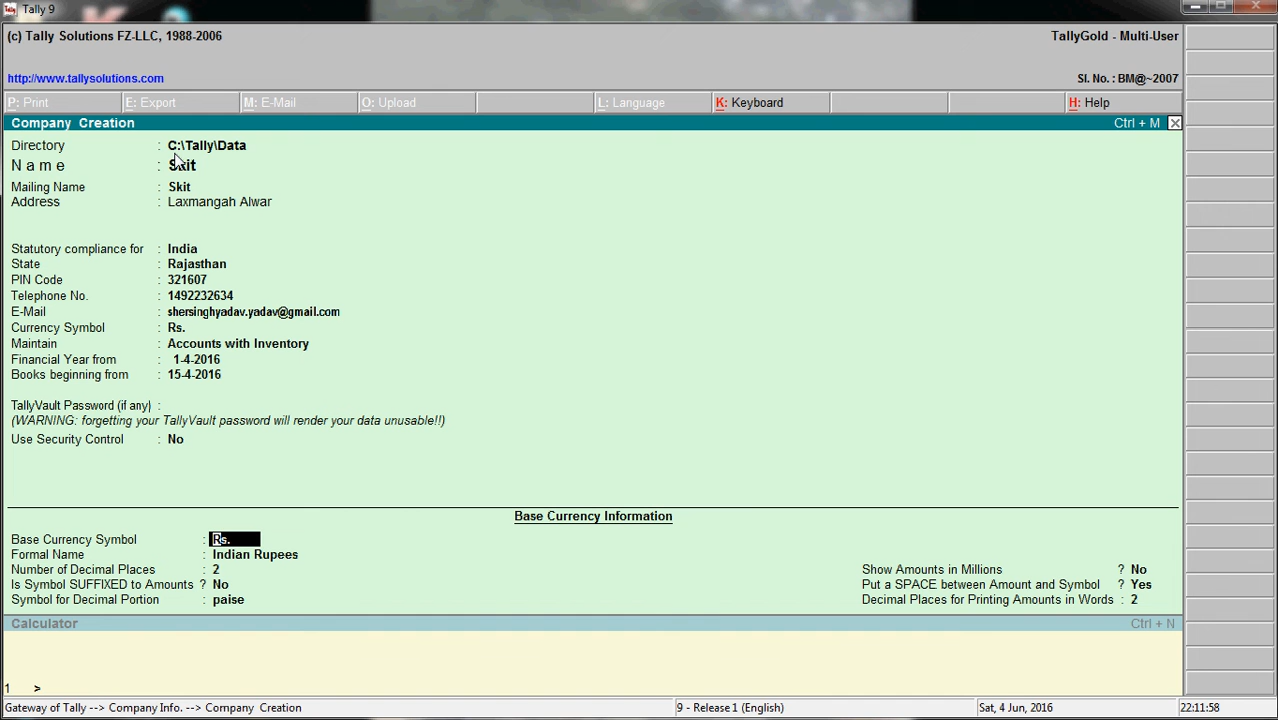 Tally 9
(c) Tally Solutions FZ-LLC, 1988-2006 TallyGold - Multi-User
http://www.tallysolutions.com Sl. No. : BM@~2007
P: Print E: Export M: E-Mail O: Upload L: Language K: Keyboard H: Help
Company Creation Ctrl + M
Directory : C:\Tally\Data
Name : Skit
Mailing Name : Skit
Address : Laxmangah Alwar
Statutory compliance for : India
State : Rajasthan
PIN Code : 321607
Telephone No. : 1492232634
E-Mail : shersinghyadav.yadav@gmail.com
Currency Symbol : Rs.
Maintain : Accounts with Inventory
Financial Year from : 1-4-2016
Books beginning from : 15-4-2016
TallyVault Password (if any) :
(WARNING: forgetting your TallyVault password will render your data unusable!!)
Use Security Control : No
Base Currency Information
Base Currency Symbol : Rs.
Formal Name : Indian Rupees
Number of Decimal Places : 2 Show Amounts in Millions ? No
Is Symbol SUFFIXED to Amounts ? No Put a SPACE between Amount and Symbol ? Yes
Symbol for Decimal Portion : paise Decimal Places for Printing Amounts in Words : 2
Calculator Ctrl + N
1 >
Gateway of Tally --> Company Info. --> Company Creation 9 - Release 1 (English) Sat, 4 Jun, 2016 22:11:58